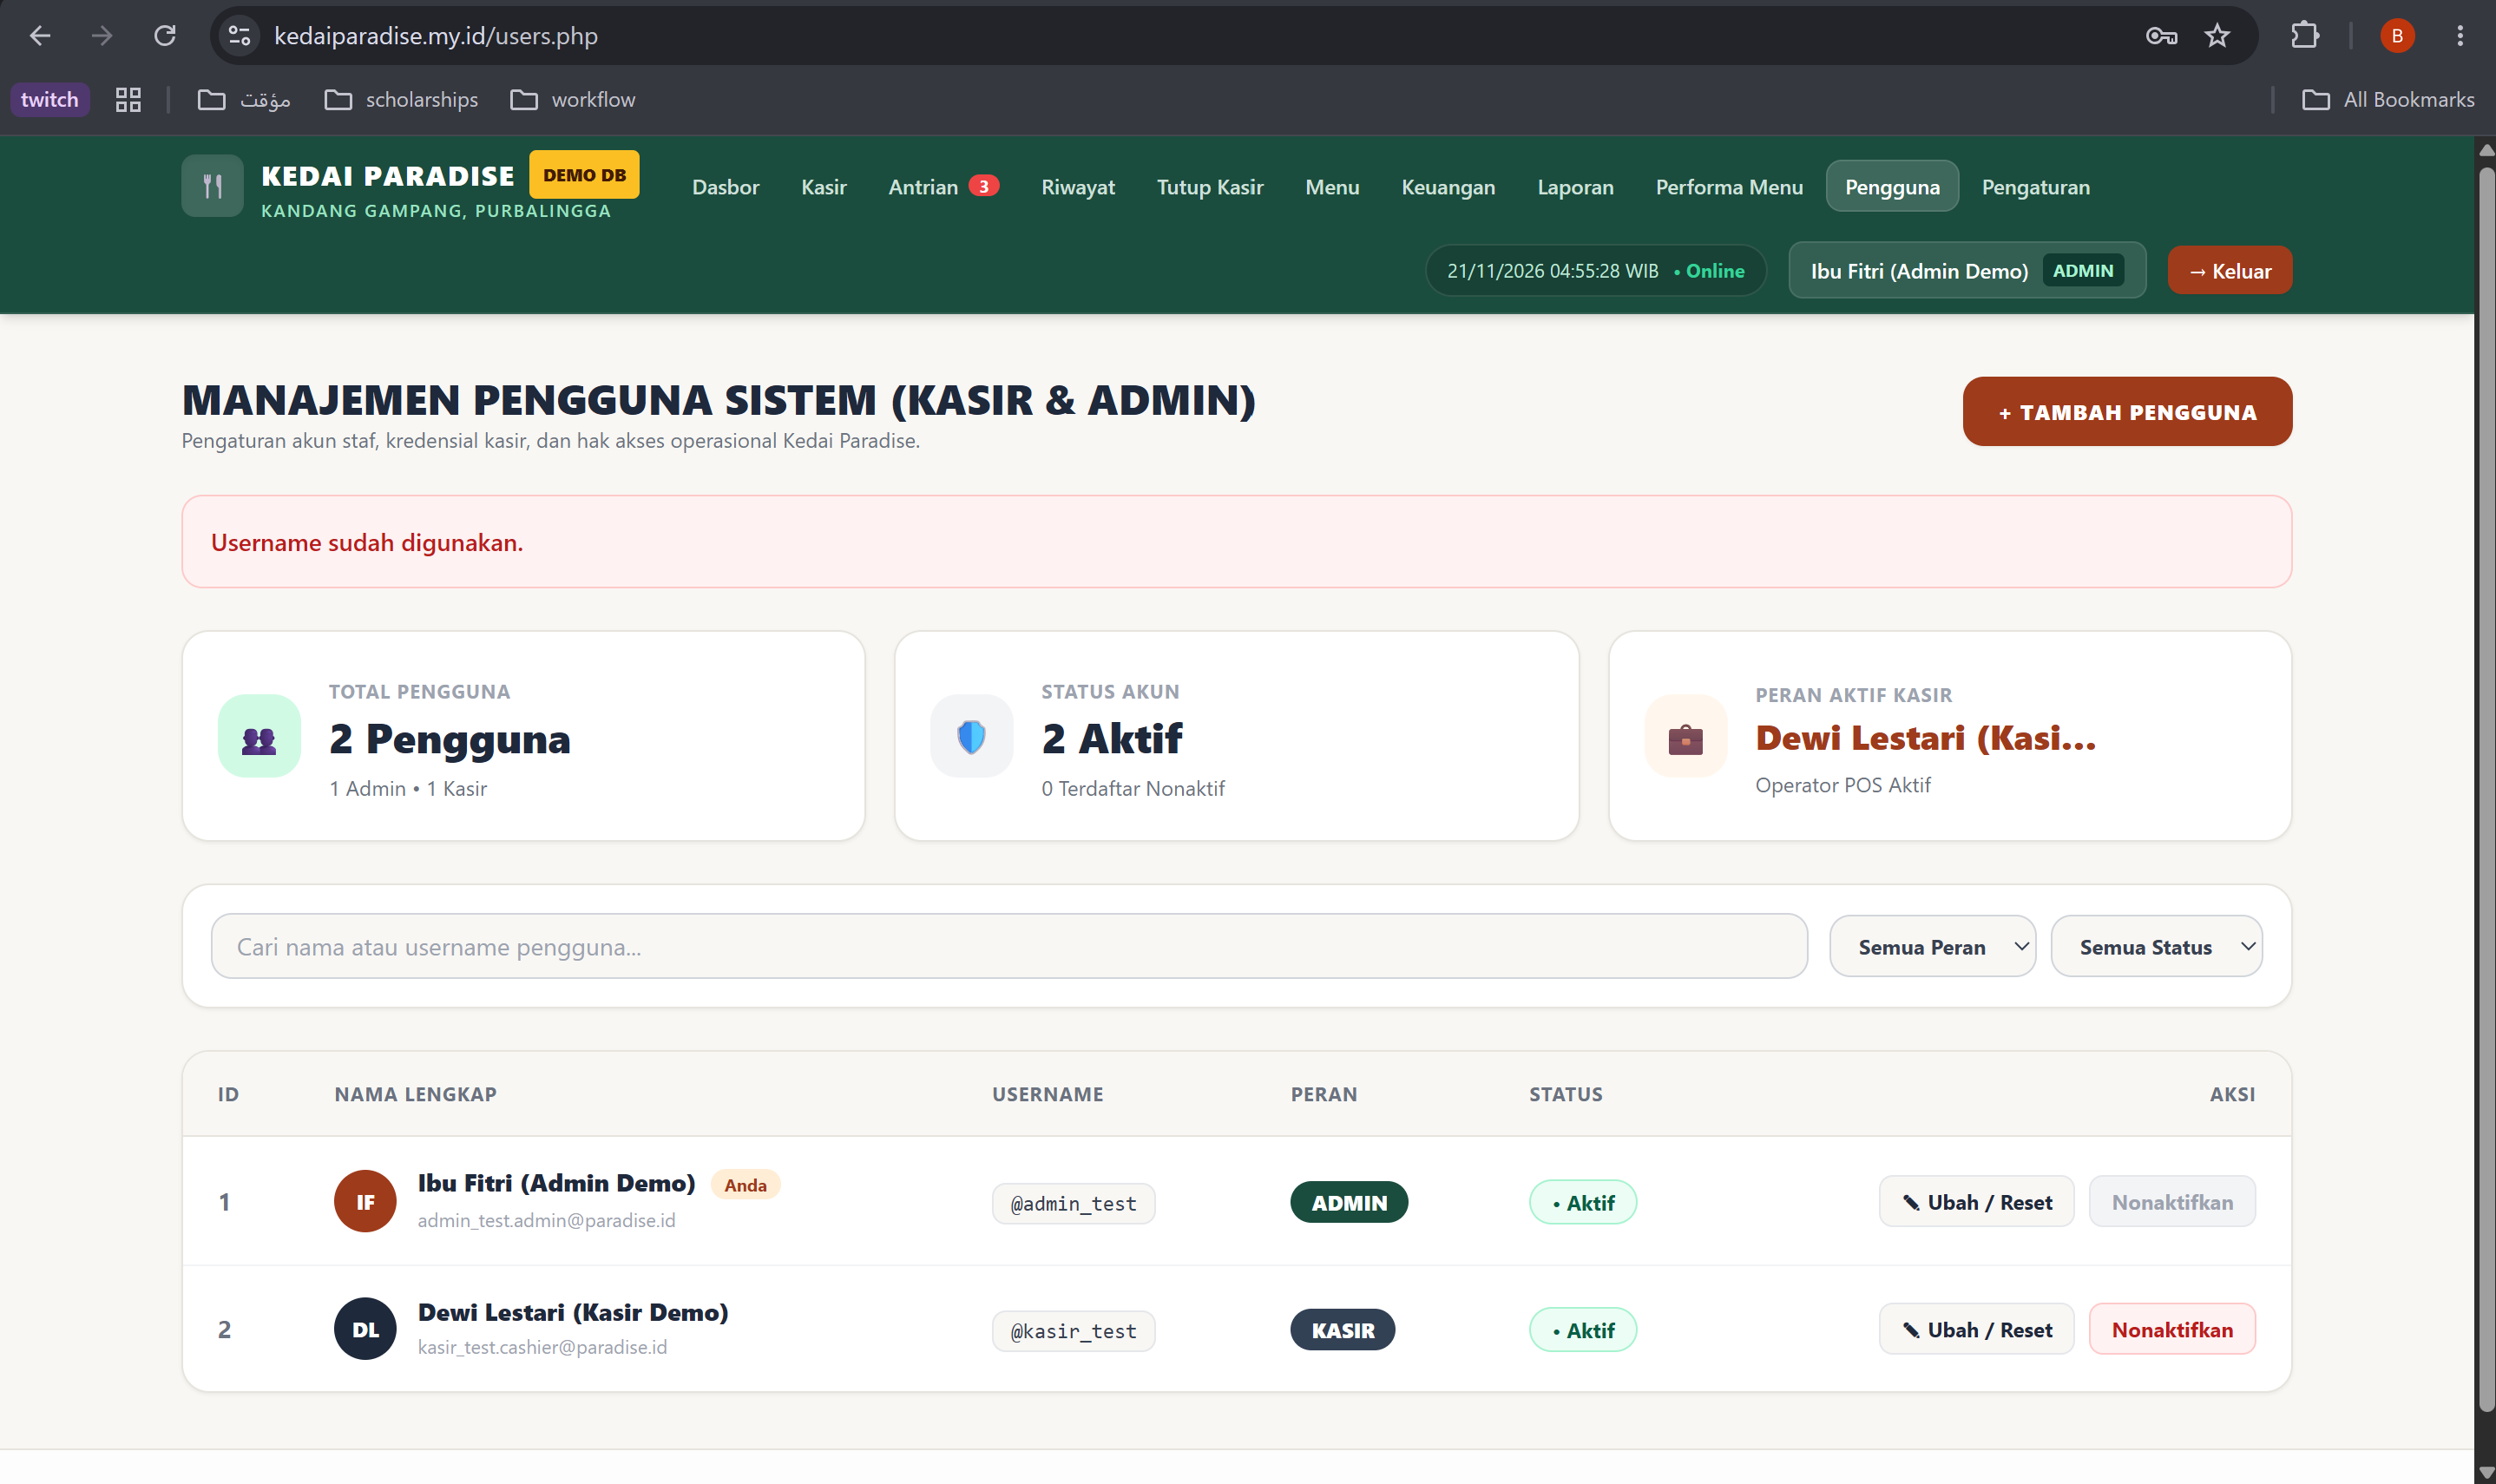 kedaiparadise.my.id/users.php
B
twitch
مؤقت
scholarships
workflow
All Bookmarks
KEDAI PARADISE
DEMO DB
KANDANG GAMPANG, PURBALINGGA
Dasbor
Kasir
Antrian 3
Riwayat
Tutup Kasir
Menu
Keuangan
Laporan
Performa Menu
Pengguna
Pengaturan
21/11/2026 04:55:28 WIB • Online
Ibu Fitri (Admin Demo) ADMIN
→ Keluar
MANAJEMEN PENGGUNA SISTEM (KASIR & ADMIN)
Pengaturan akun staf, kredensial kasir, dan hak akses operasional Kedai Paradise.
+ TAMBAH PENGGUNA
Username sudah digunakan.
TOTAL PENGGUNA
2 Pengguna
1 Admin • 1 Kasir
STATUS AKUN
2 Aktif
0 Terdaftar Nonaktif
PERAN AKTIF KASIR
Dewi Lestari (Kasi...
Operator POS Aktif
Cari nama atau username pengguna...
Semua Peran
Semua Status
ID NAMA LENGKAP USERNAME PERAN STATUS AKSI
1
IF
Ibu Fitri (Admin Demo) Anda
admin_test.admin@paradise.id
@admin_test
ADMIN
• Aktif
Ubah / Reset
Nonaktifkan
2
DL
Dewi Lestari (Kasir Demo)
kasir_test.cashier@paradise.id
@kasir_test
KASIR
• Aktif
Ubah / Reset
Nonaktifkan